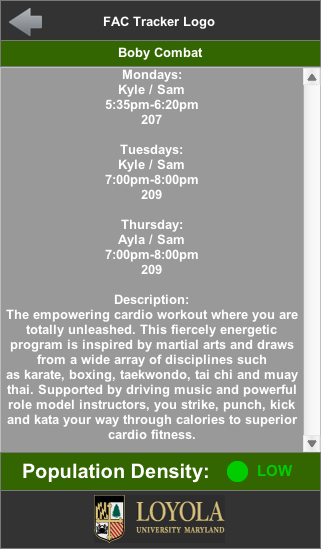 FAC Tracker Logo
Boby Combat
Mondays:
Kyle / Sam
5:35pm-6:20pm
207
Tuesdays:
Kyle / Sam
7:00pm-8:00pm
209
Thursday:
Ayla / Sam
7:00pm-8:00pm
209
Description:
The empowering cardio workout where you are
totally unleashed. This fiercely energetic
program is inspired by martial arts and draws
from a wide array of disciplines such
as karate, boxing, taekwondo, tai chi and muay
thai. Supported by driving music and powerful
role model instructors, you strike, punch, kick
and kata your way through calories to superior
cardio fitness.
Population Density: LOW
LOYOLA
UNIVERSITY MARYLAND